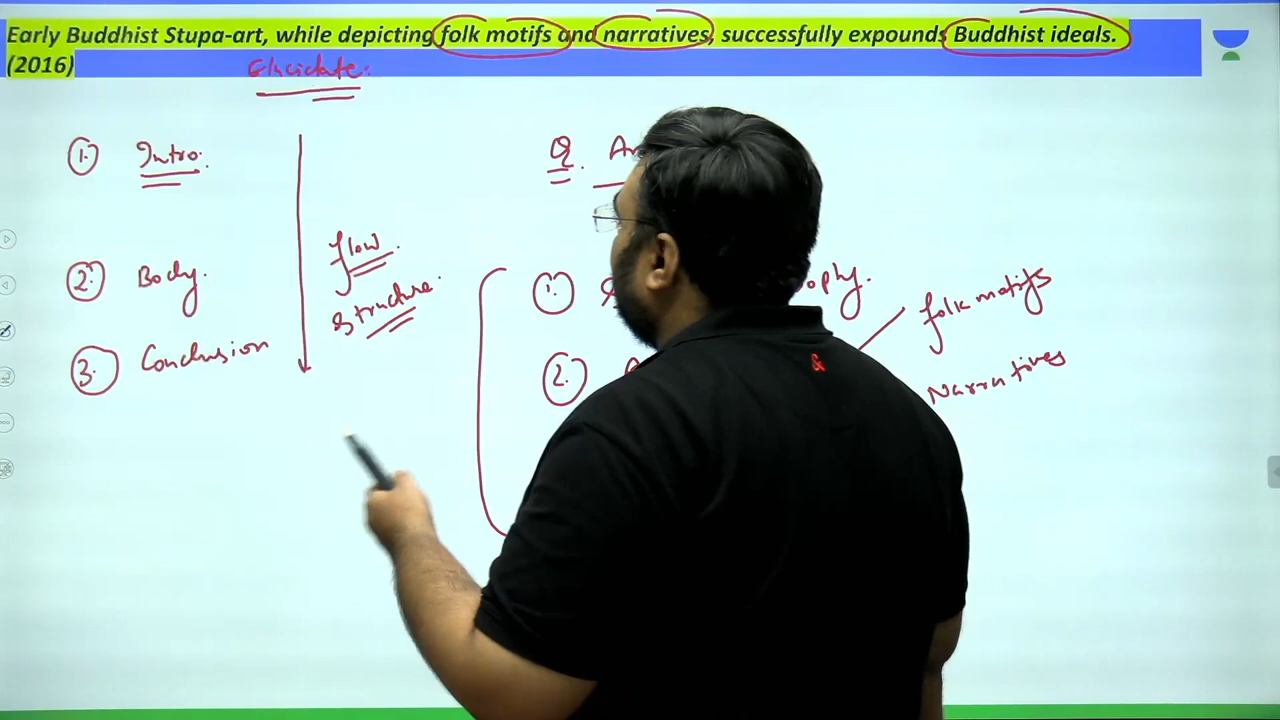 Early Buddhist Stupa-art, while depicting folk motifs and narratives, successfully expounds Buddhist ideals.
(2016)
Elucidate.
1. Intro.
2. Body.
3. Conclusion
flow.
structure.
Q.
1.
2.
folk motifs
Narratives
&